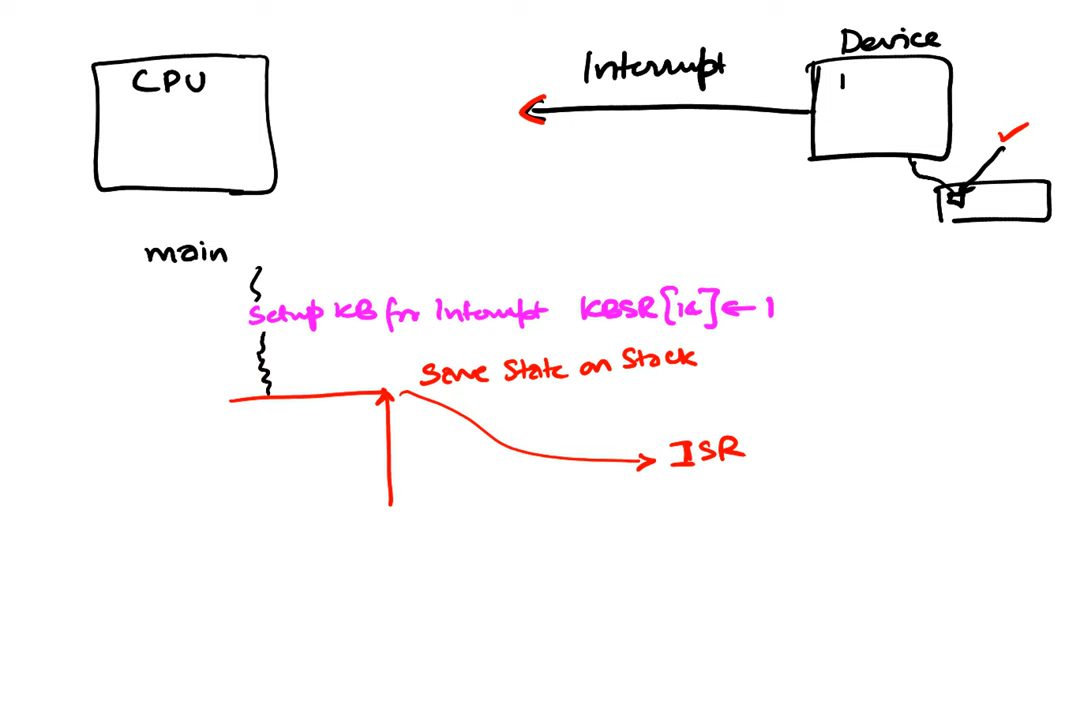 Device
Interrupt
CPU
1
main
Setup KB for Interrupt KBSR[14] ← 1
Save State on Stack
ISR